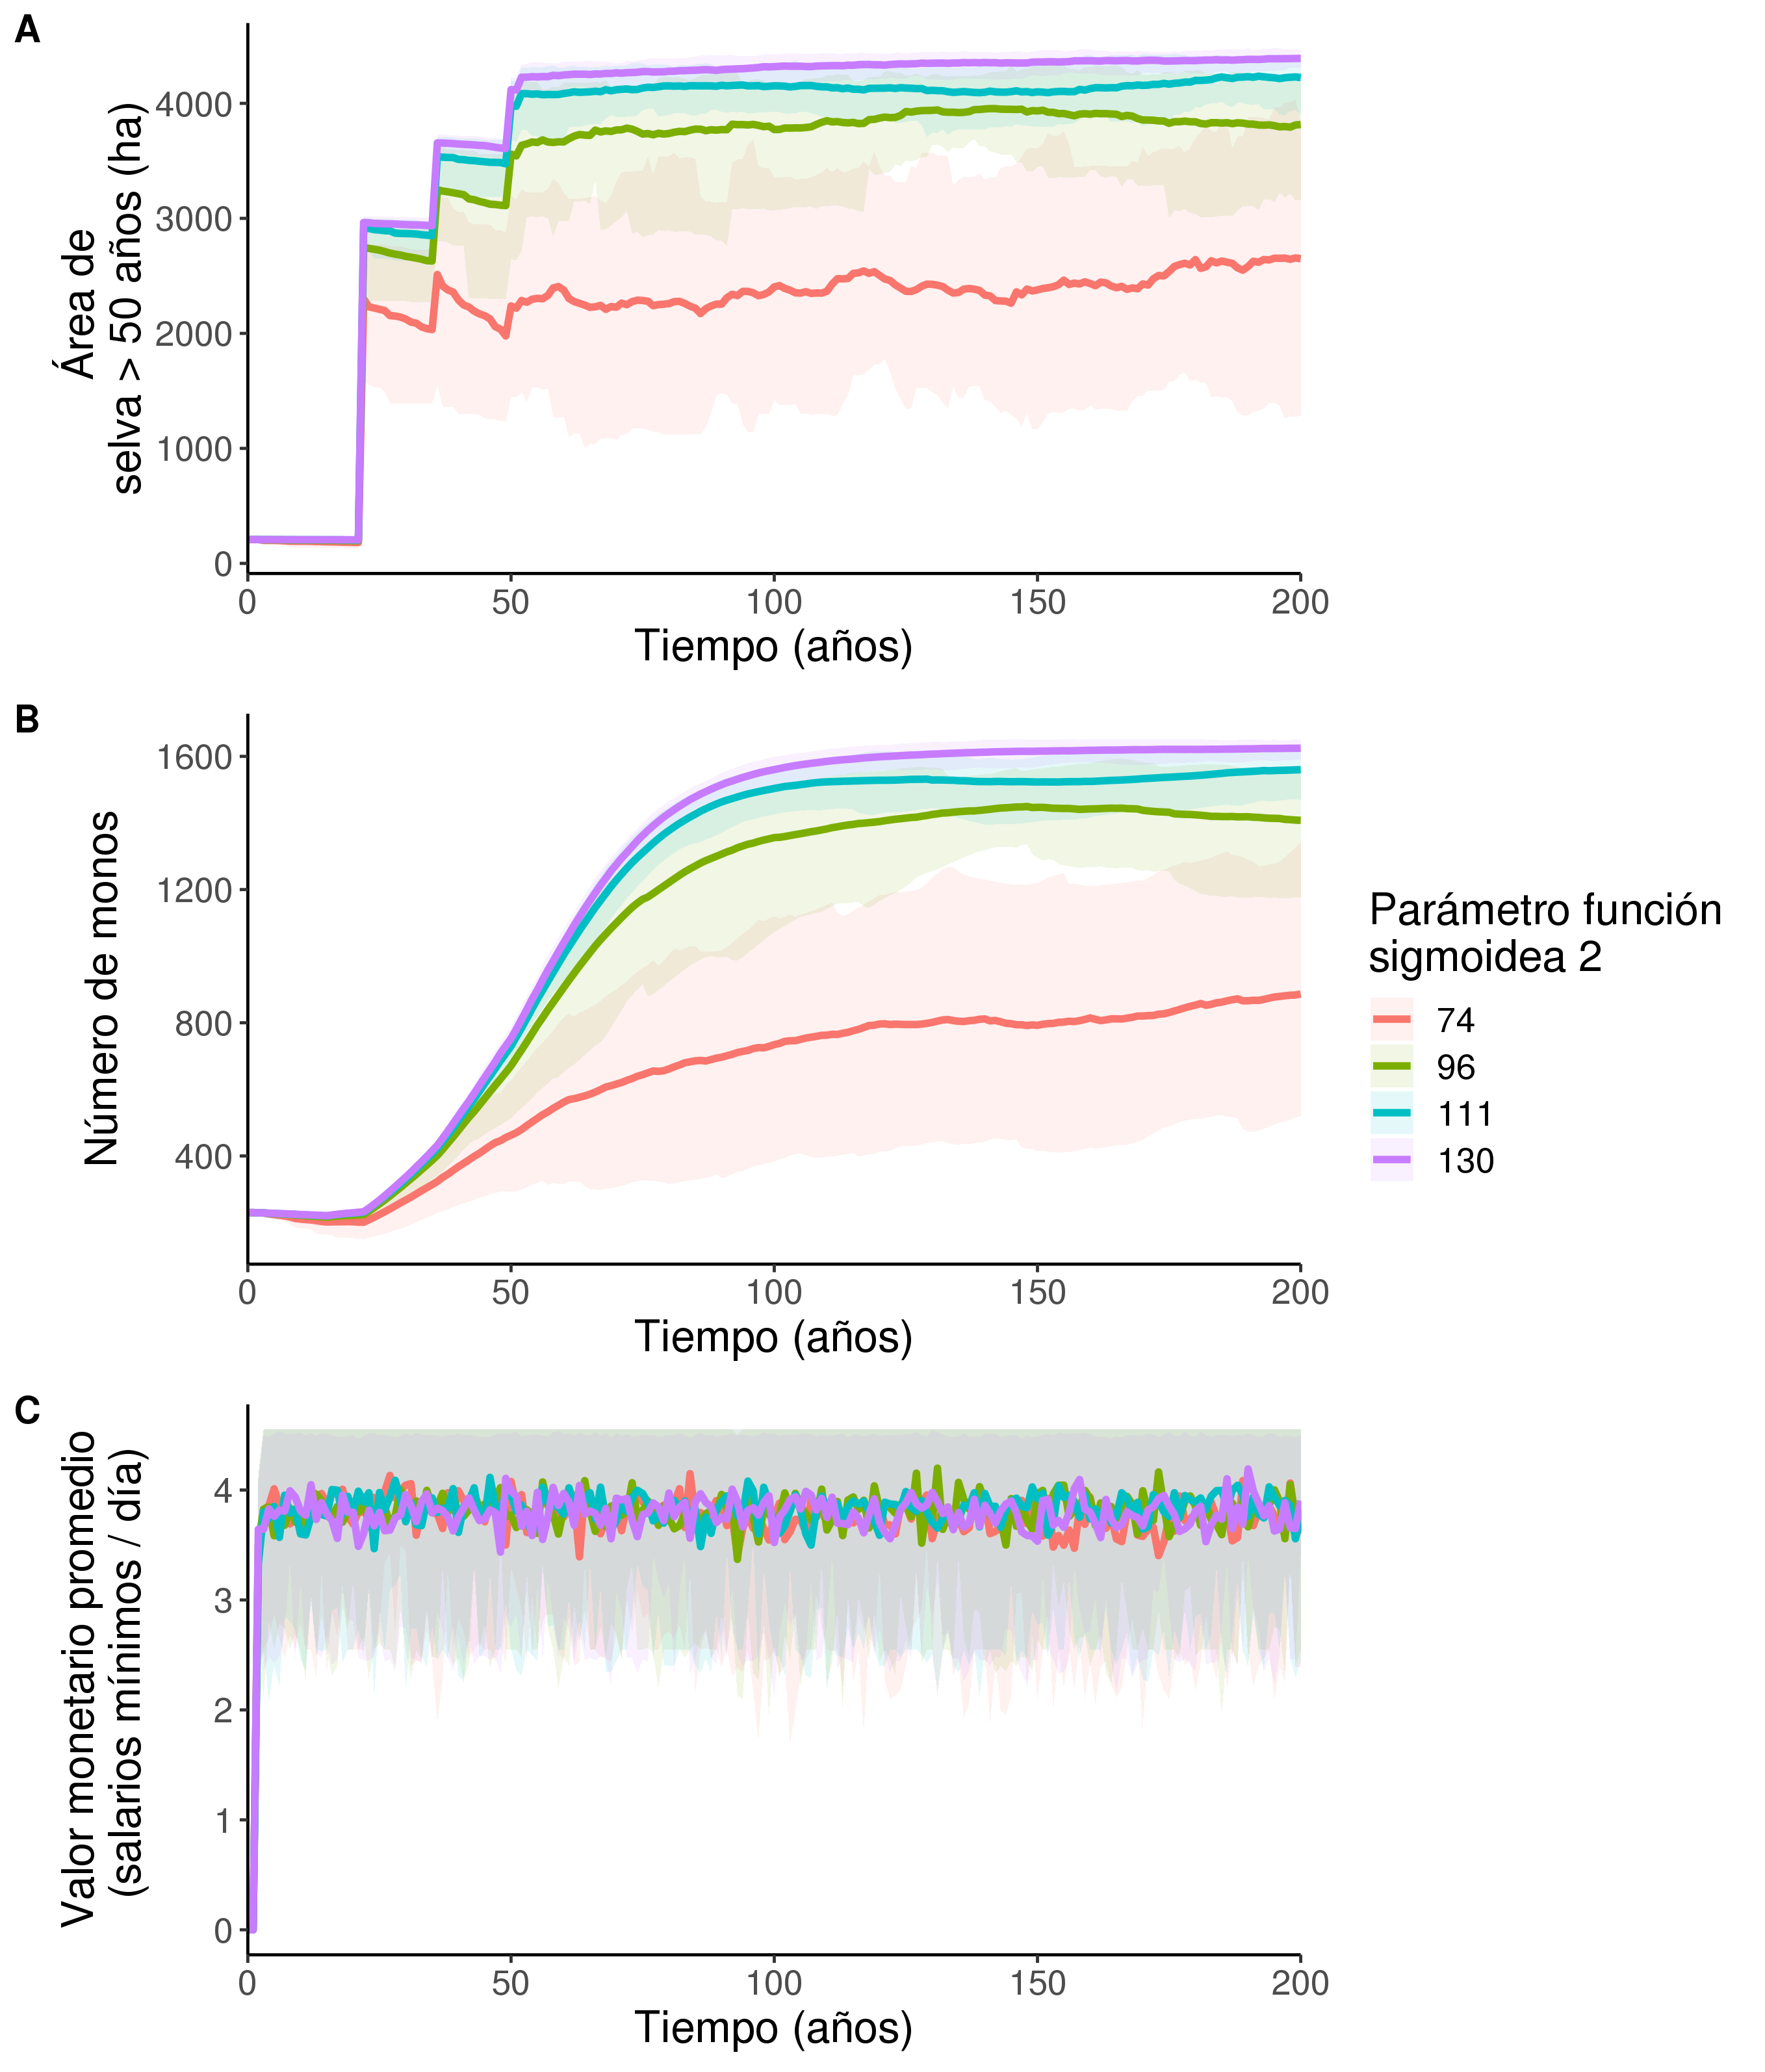 A
Área de
selva > 50 años (ha)
4000
3000
2000
1000
0
0 50 100 150 200
Tiempo (años)
B
Número de monos
1600
1200
800
400
0 50 100 150 200
Tiempo (años)
Parámetro función
sigmoidea 2
74
96
111
130
C
Valor monetario promedio
(salarios mínimos / día)
4
3
2
1
0
0 50 100 150 200
Tiempo (años)